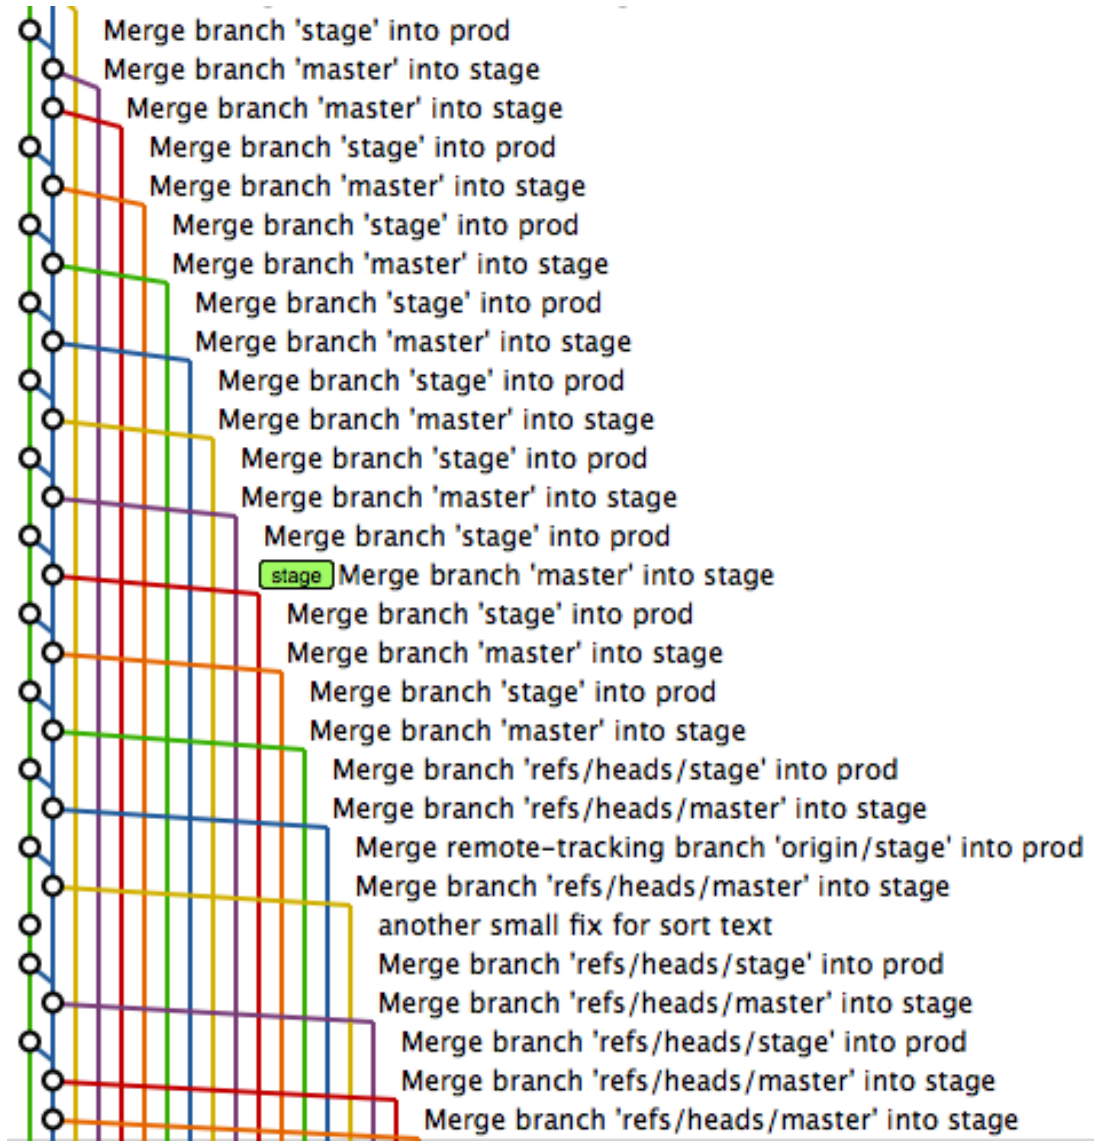 Merge branch 'stage' into prod
Merge branch 'master' into stage
Merge branch 'master' into stage
Merge branch 'stage' into prod
Merge branch 'master' into stage
Merge branch 'stage' into prod
Merge branch 'master' into stage
Merge branch 'stage' into prod
Merge branch 'master' into stage
Merge branch 'stage' into prod
Merge branch 'master' into stage
Merge branch 'stage' into prod
Merge branch 'master' into stage
Merge branch 'stage' into prod
stage Merge branch 'master' into stage
Merge branch 'stage' into prod
Merge branch 'master' into stage
Merge branch 'stage' into prod
Merge branch 'master' into stage
Merge branch 'refs/heads/stage' into prod
Merge branch 'refs/heads/master' into stage
Merge remote-tracking branch 'origin/stage' into prod
Merge branch 'refs/heads/master' into stage
another small fix for sort text
Merge branch 'refs/heads/stage' into prod
Merge branch 'refs/heads/master' into stage
Merge branch 'refs/heads/stage' into prod
Merge branch 'refs/heads/master' into stage
Merge branch 'refs/heads/master' into stage